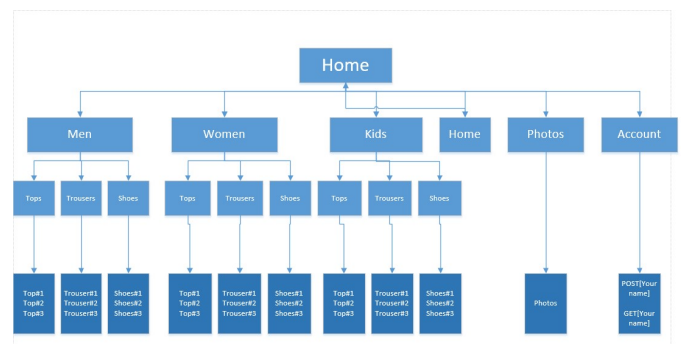 Home
Men
Women
Kids
Home
Photos
Account
Tops
Trousers
Shoes
Tops
Trousers
Shoes
Tops
Trousers
Shoes
Top#1
Top#2
Top#3
Trouser#1
Trouser#2
Trouser#3
Shoes#1
Shoes#2
Shoes#3
Top#1
Top#2
Top#3
Trouser#1
Trouser#2
Trouser#3
Shoes#1
Shoes#2
Shoes#3
Top#1
Top#2
Top#3
Trouser#1
Trouser#2
Trouser#3
Shoes#1
Shoes#2
Shoes#3
Photos
POST[Your
name]
GET[Your
name]